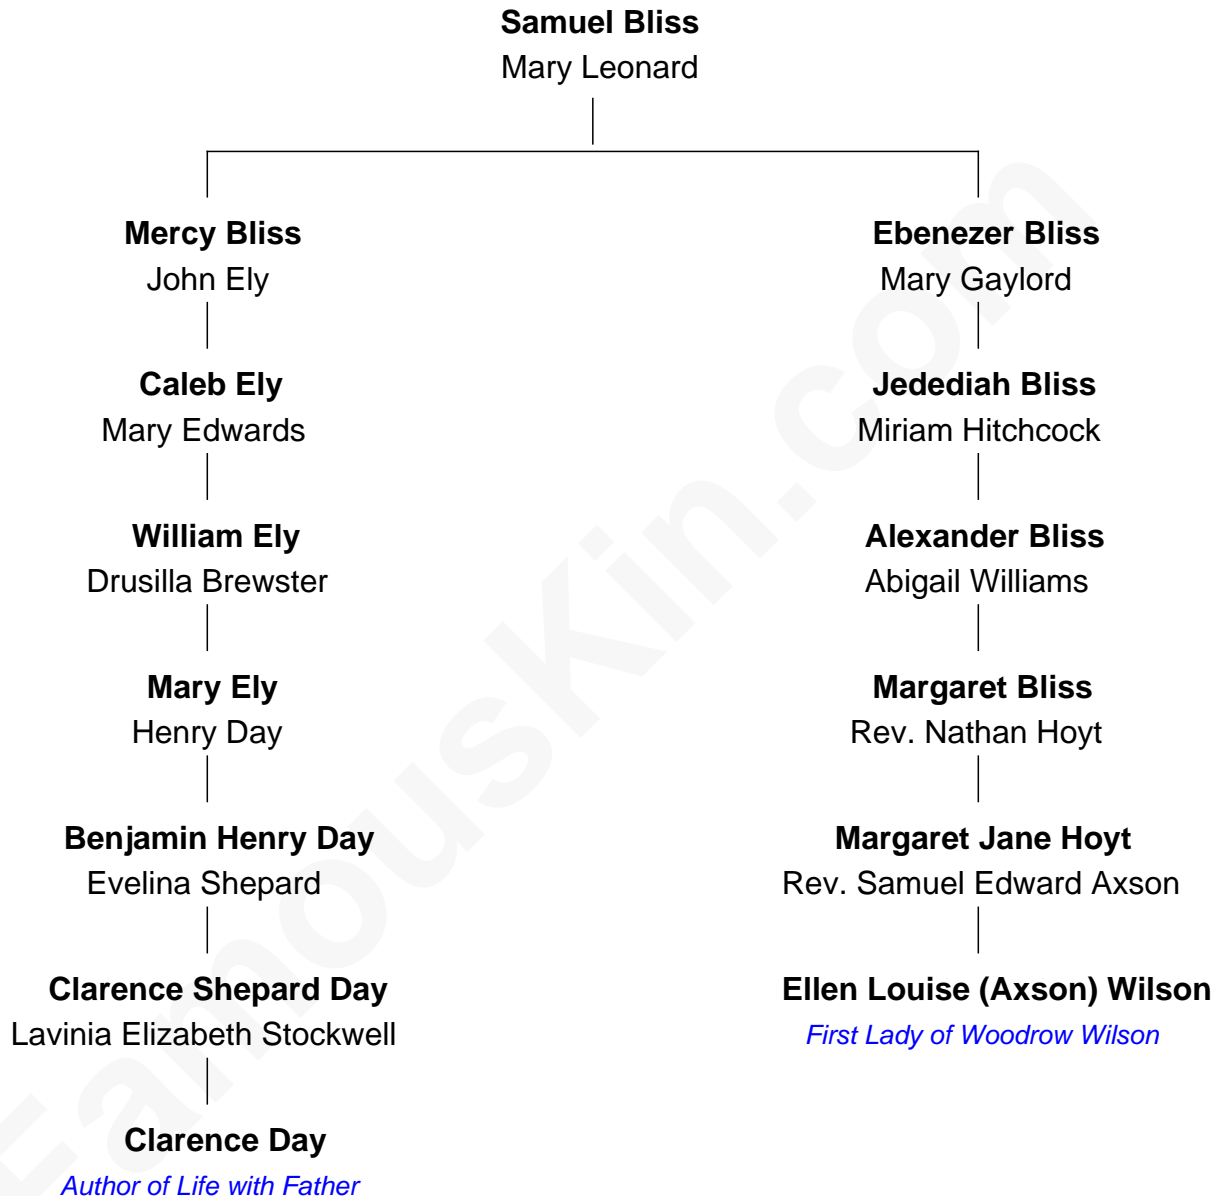 Samuel Bliss
Mary Leonard
Mercy Bliss
John Ely
Ebenezer Bliss
Mary Gaylord
Caleb Ely
Mary Edwards
Jedediah Bliss
Miriam Hitchcock
William Ely
Drusilla Brewster
Alexander Bliss
Abigail Williams
Mary Ely
Henry Day
Margaret Bliss
Rev. Nathan Hoyt
Benjamin Henry Day
Evelina Shepard
Margaret Jane Hoyt
Rev. Samuel Edward Axson
Clarence Shepard Day
Lavinia Elizabeth Stockwell
Ellen Louise (Axson) Wilson
First Lady of Woodrow Wilson
Clarence Day
Author of Life with Father
FamousKin.com